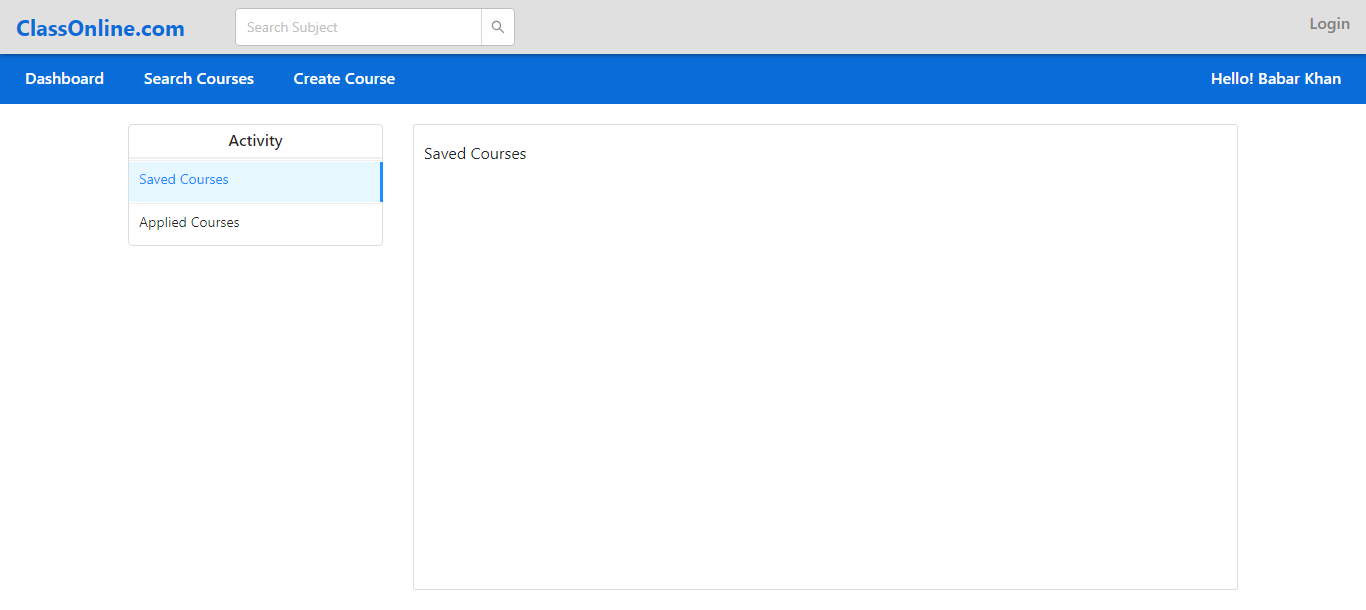 ClassOnline.com
Search Subject
Login
Dashboard
Search Courses
Create Course
Hello! Babar Khan
Activity
Saved Courses
Applied Courses
Saved Courses